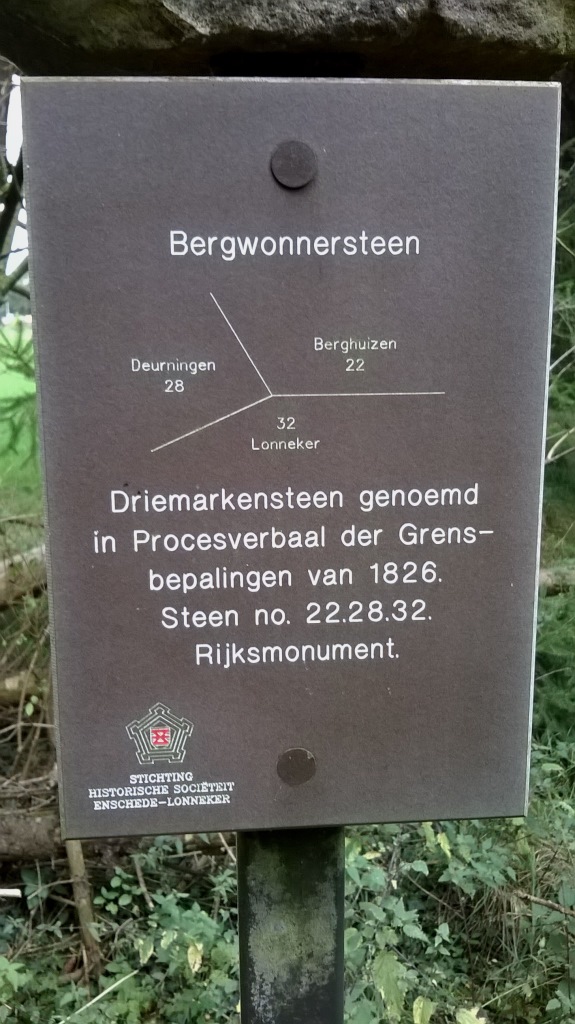 Bergwonnersteen
Berghuizen
22
Deurningen
28
32
Lonneker
Driemarkensteen genoemd
in Procesverbaal der Grens-
bepalingen van 1826.
Steen no. 22.28.32.
Rijksmonument.
STICHTING
HISTORISCHE SOCIËTEIT
ENSCHEDE-LONNEKER